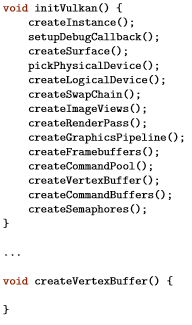 void initVulkan() {
    createInstance();
    setupDebugCallback();
    createSurface();
    pickPhysicalDevice();
    createLogicalDevice();
    createSwapChain();
    createImageViews();
    createRenderPass();
    createGraphicsPipeline();
    createFramebuffers();
    createCommandPool();
    createVertexBuffer();
    createCommandBuffers();
    createSemaphores();
}
...
void createVertexBuffer() {
}